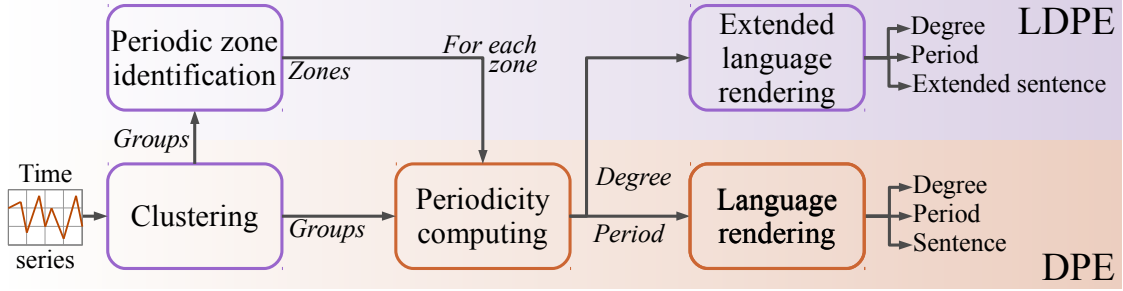 Periodic zone
identification
Zones
For each
zone
Extended
language
rendering
Degree
Period
Extended sentence
LDPE
Groups
Time
series
Clustering
Groups
Periodicity
computing
Degree
Period
Language
rendering
Degree
Period
Sentence
DPE